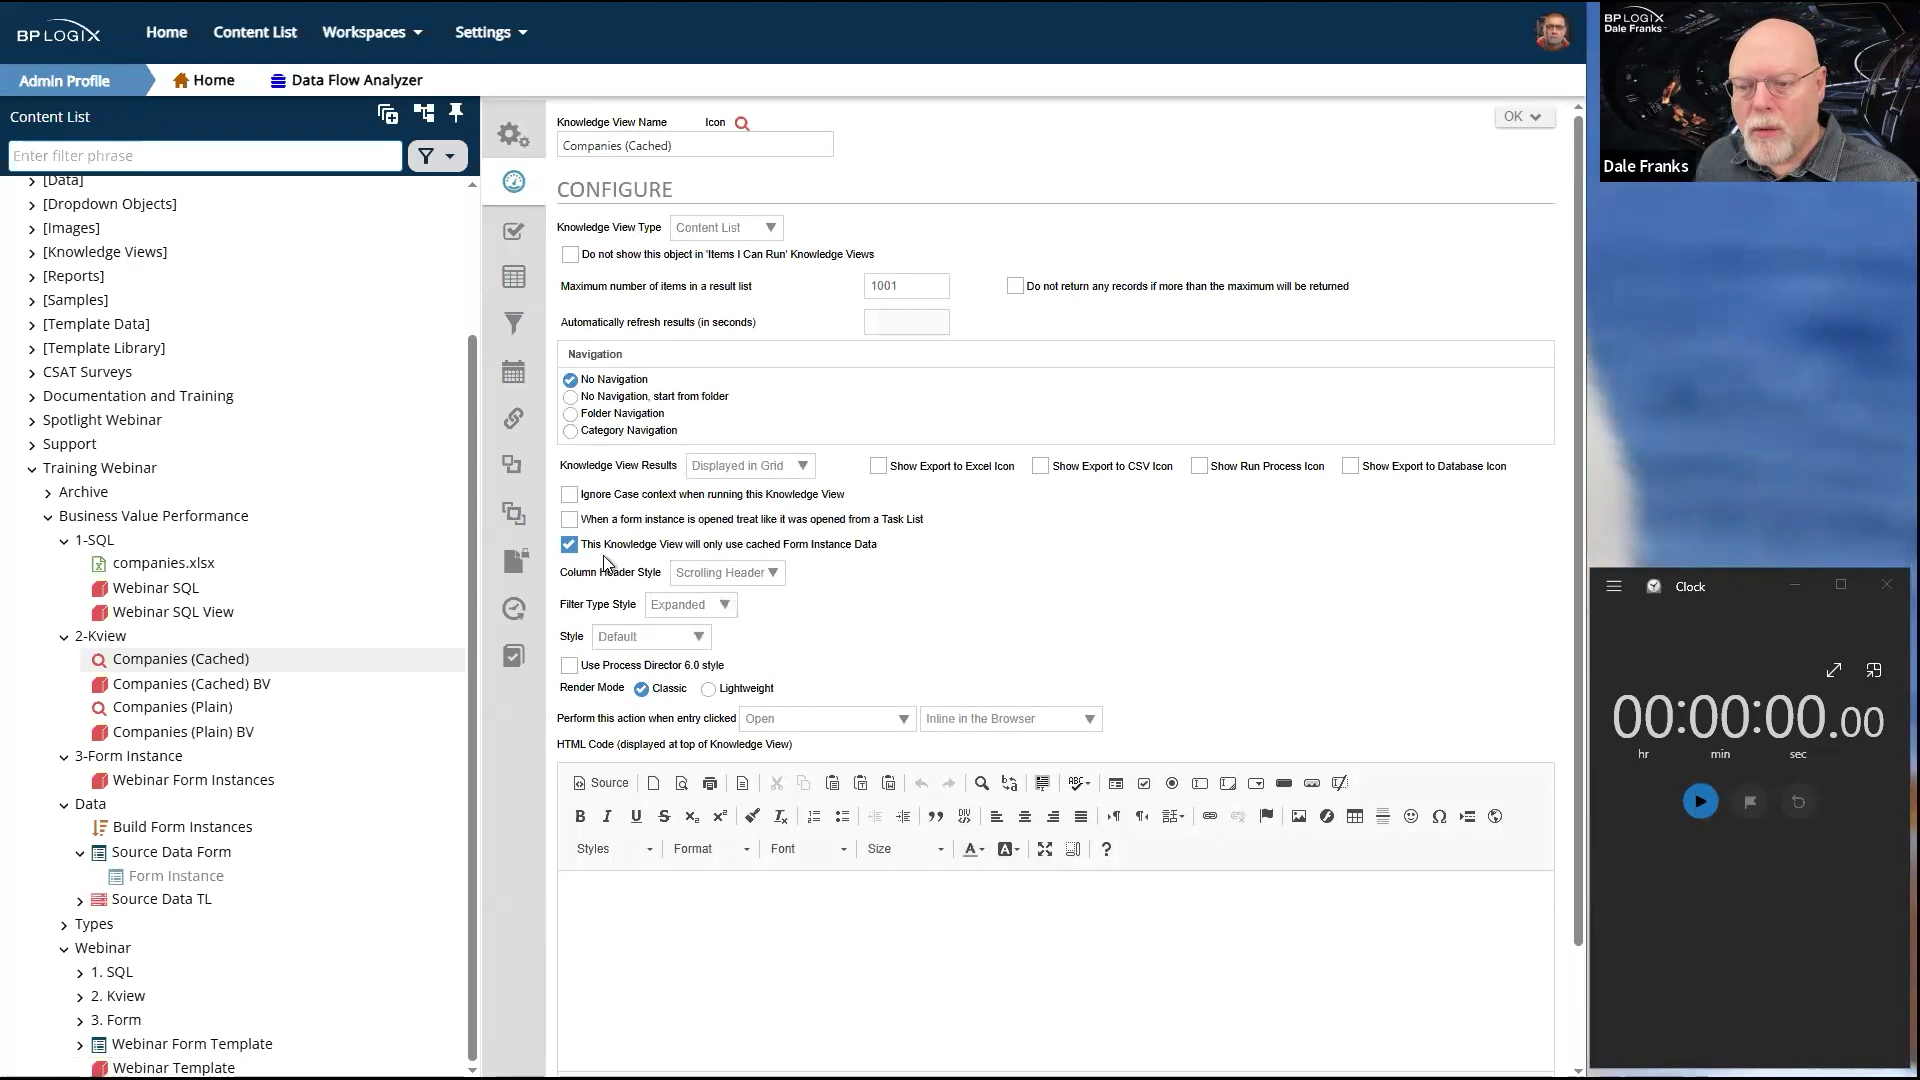 BP LOGIX
Home
Content List
Workspaces
Settings
Admin Profile
Home
Data Flow Analyzer
Content List
Enter filter phrase
[Data]
[Dropdown Objects]
[Images]
[Knowledge Views]
[Reports]
[Samples]
[Template Data]
[Template Library]
CSAT Surveys
Documentation and Training
Spotlight Webinar
Support
Training Webinar
Archive
Business Value Performance
1-SQL
companies.xlsx
Webinar SQL
Webinar SQL View
2-Kview
Companies (Cached)
Companies (Cached) BV
Companies (Plain)
Companies (Plain) BV
3-Form Instance
Webinar Form Instances
Data
Build Form Instances
Source Data Form
Form Instance
Source Data TL
Types
Webinar
1. SQL
2. Kview
3. Form
Webinar Form Template
Webinar Template
Knowledge View Name Icon
OK
Companies (Cached)
CONFIGURE
Knowledge View Type Content List
Do not show this object in 'Items I Can Run' Knowledge Views
Maximum number of items in a result list 1001 Do not return any records if more than the maximum will be returned
Automatically refresh results (in seconds)
Navigation
No Navigation
No Navigation, start from folder
Folder Navigation
Category Navigation
Knowledge View Results Displayed in Grid Show Export to Excel Icon Show Export to CSV Icon Show Run Process Icon Show Export to Database Icon
Ignore Case context when running this Knowledge View
When a form instance is opened treat like it was opened from a Task List
This Knowledge View will only use cached Form Instance Data
Column Header Style Scrolling Header
Filter Type Style Expanded
Style Default
Use Process Director 6.0 style
Render Mode Classic Lightweight
Perform this action when entry clicked Open Inline in the Browser
HTML Code (displayed at top of Knowledge View)
Source
ABC
B I U S x₂ x² Ix
DIV
Styles Format Font Size A A ?
BP LOGIX
Dale Franks
Dale Franks
Clock
00:00:00.00
hr min sec